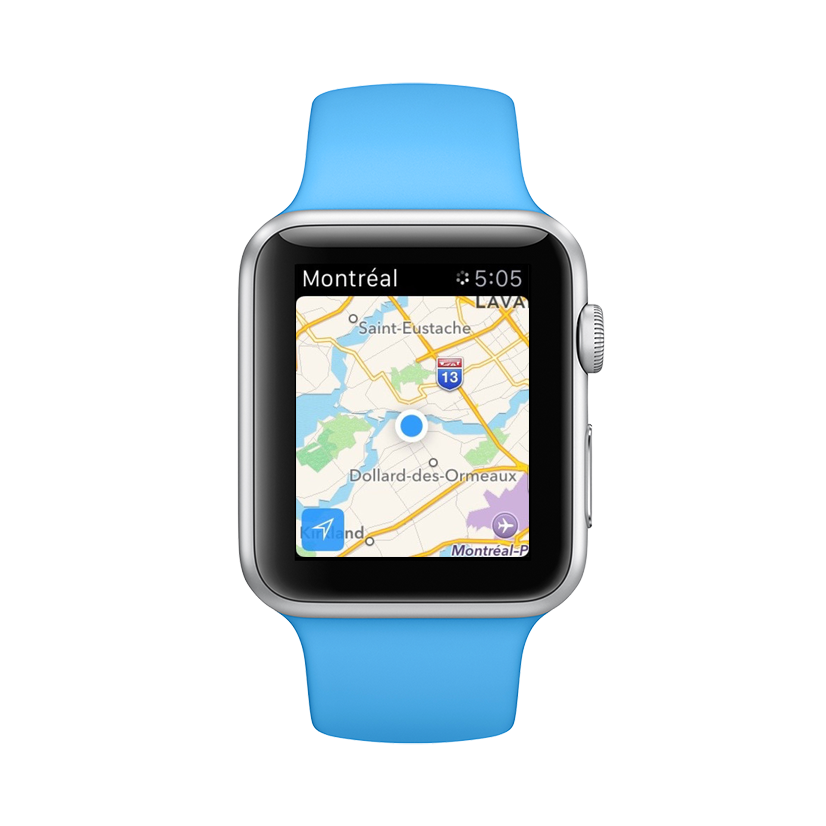 Montréal 5:05
LAVA
Saint-Eustache
13
Dollard-des-Ormeaux
Kirkland
Montréal-P